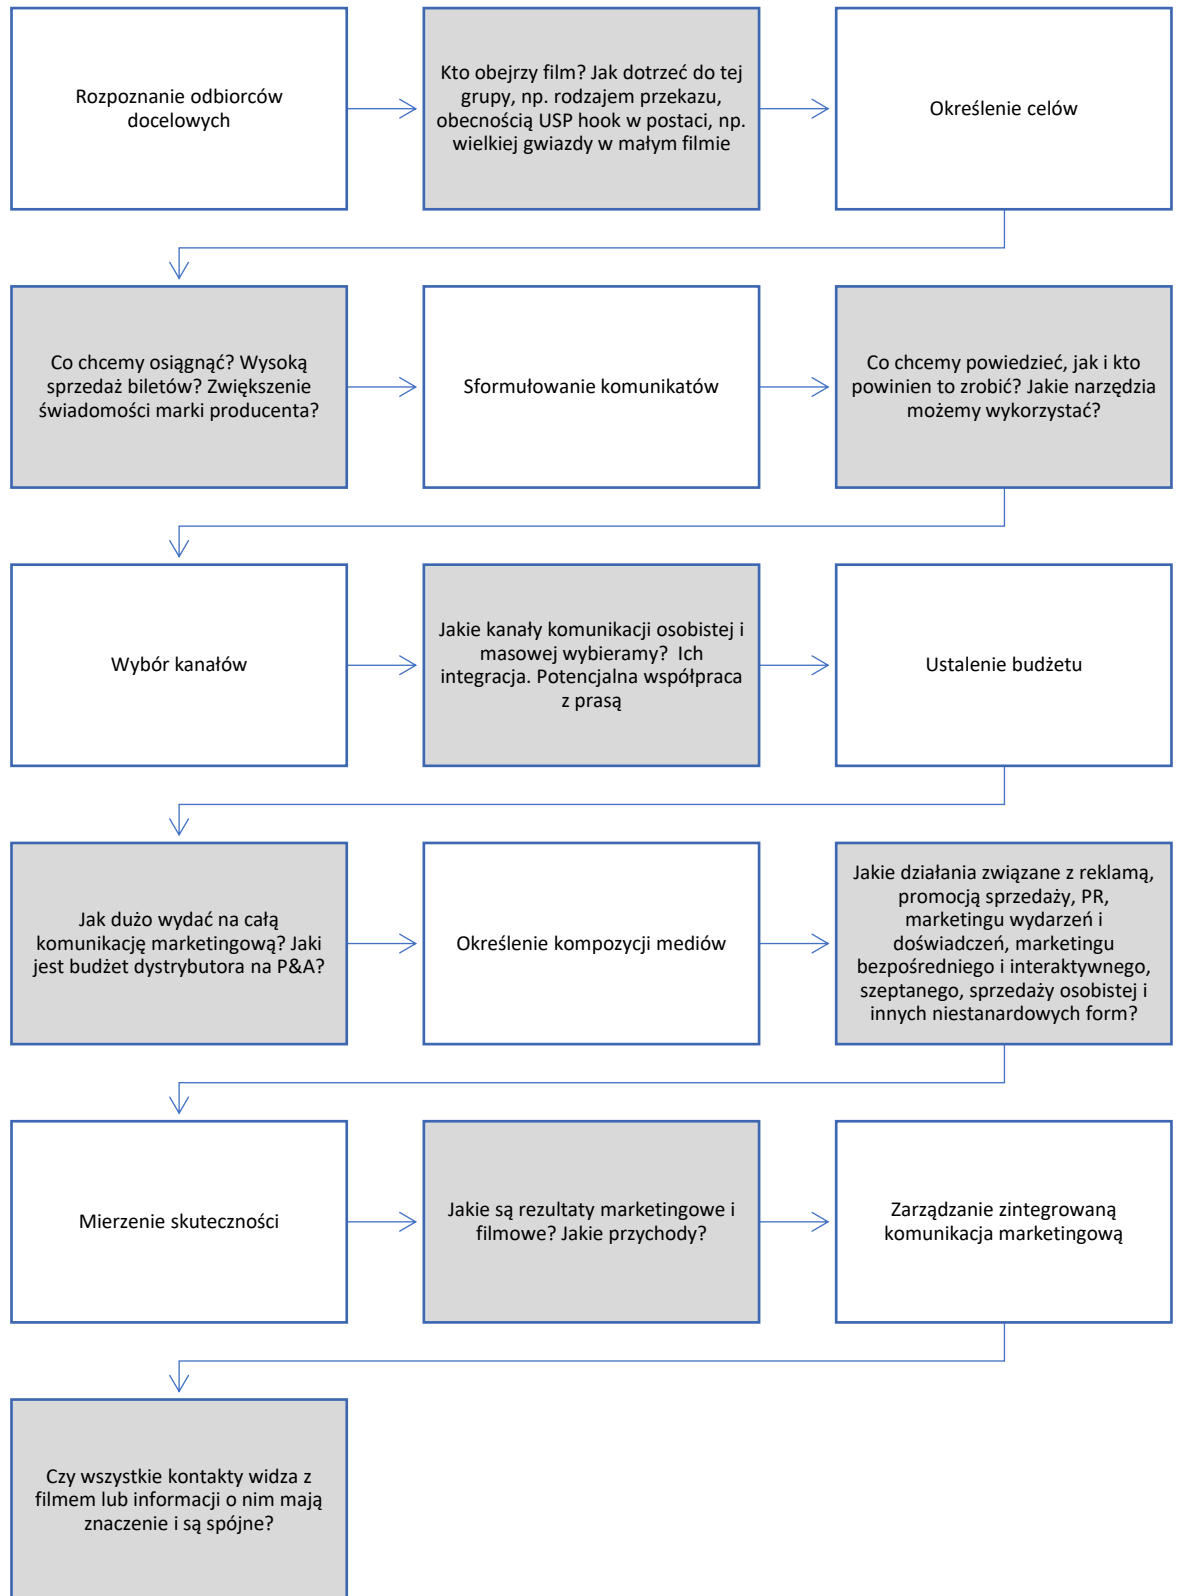 Rozpoznanie odbiorców
docelowych
Kto obejrzy film? Jak dotrzeć do tej
grupy, np. rodzajem przekazu,
obecnością USP hook w postaci, np.
wielkiej gwiazdy w małym filmie
Określenie celów
Co chcemy osiągnąć? Wysoką
sprzedaż biletów? Zwiększenie
świadomości marki producenta?
Sformułowanie komunikatów
Co chcemy powiedzieć, jak i kto
powinien to zrobić? Jakie narzędzia
możemy wykorzystać?
Wybór kanałów
Jakie kanały komunikacji osobistej i
masowej wybieramy?  Ich
integracja. Potencjalna współpraca
z prasą
Ustalenie budżetu
Jak dużo wydać na całą
komunikację marketingową? Jaki
jest budżet dystrybutora na P&A?
Określenie kompozycji mediów
Jakie działania związane z reklamą,
promocją sprzedaży, PR,
marketingu wydarzeń i
doświadczeń, marketingu
bezpośredniego i interaktywnego,
szeptanego, sprzedaży osobistej i
innych niestanardowych form?
Mierzenie skuteczności
Jakie są rezultaty marketingowe i
filmowe? Jakie przychody?
Zarządzanie zintegrowaną
komunikacja marketingową
Czy wszystkie kontakty widza z
filmem lub informacji o nim mają
znaczenie i są spójne?